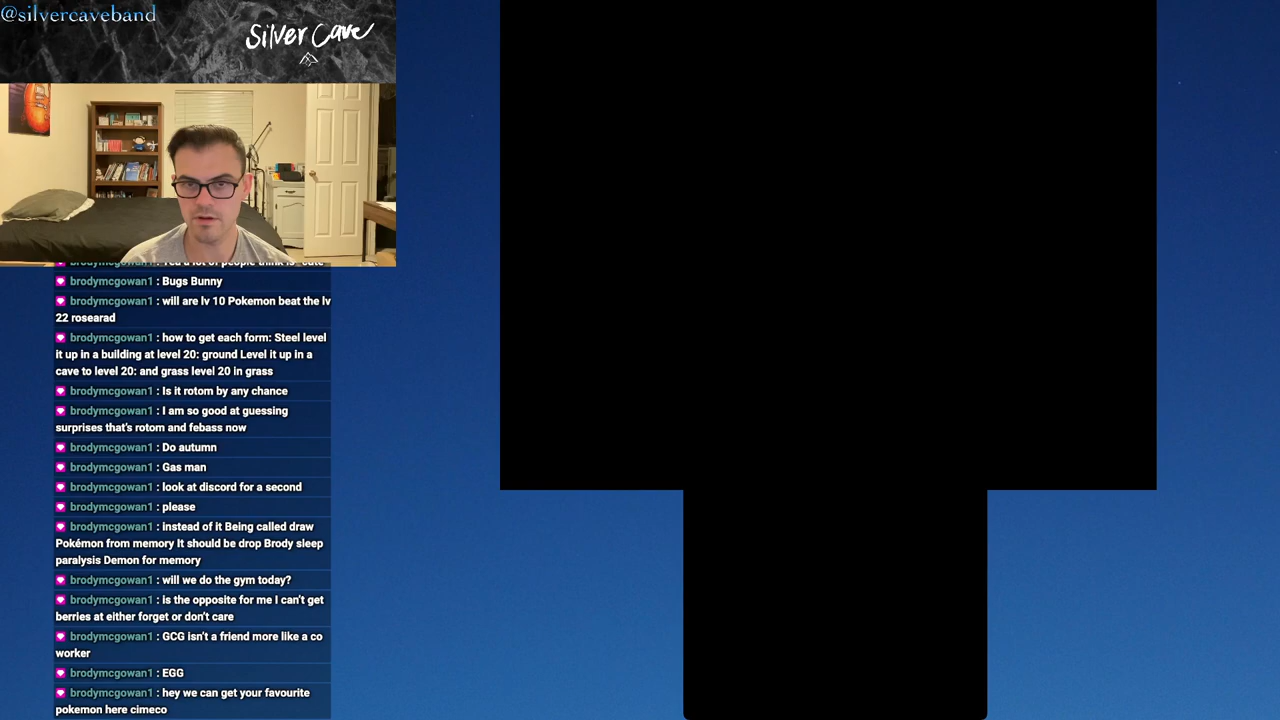 @silvercaveband
Silver Cave
brodymcgowan1 : Bugs Bunny
brodymcgowan1 : will are lv 10 Pokemon beat the lv
22 rosearad
brodymcgowan1 : how to get each form: Steel level
it up in a building at level 20: ground Level it up in a
cave to level 20: and grass level 20 in grass
brodymcgowan1 : Is it rotom by any chance
brodymcgowan1 : I am so good at guessing
surprises that's rotom and febass now
brodymcgowan1 : Do autumn
brodymcgowan1 : Gas man
brodymcgowan1 : look at discord for a second
brodymcgowan1 : please
brodymcgowan1 : instead of it Being called draw
Pokémon from memory It should be drop Brody sleep
paralysis Demon for memory
brodymcgowan1 : will we do the gym today?
brodymcgowan1 : is the opposite for me I can't get
berries at either forget or don't care
brodymcgowan1 : GCG isn't a friend more like a co
worker
brodymcgowan1 : EGG
brodymcgowan1 : hey we can get your favourite
pokemon here cimeco